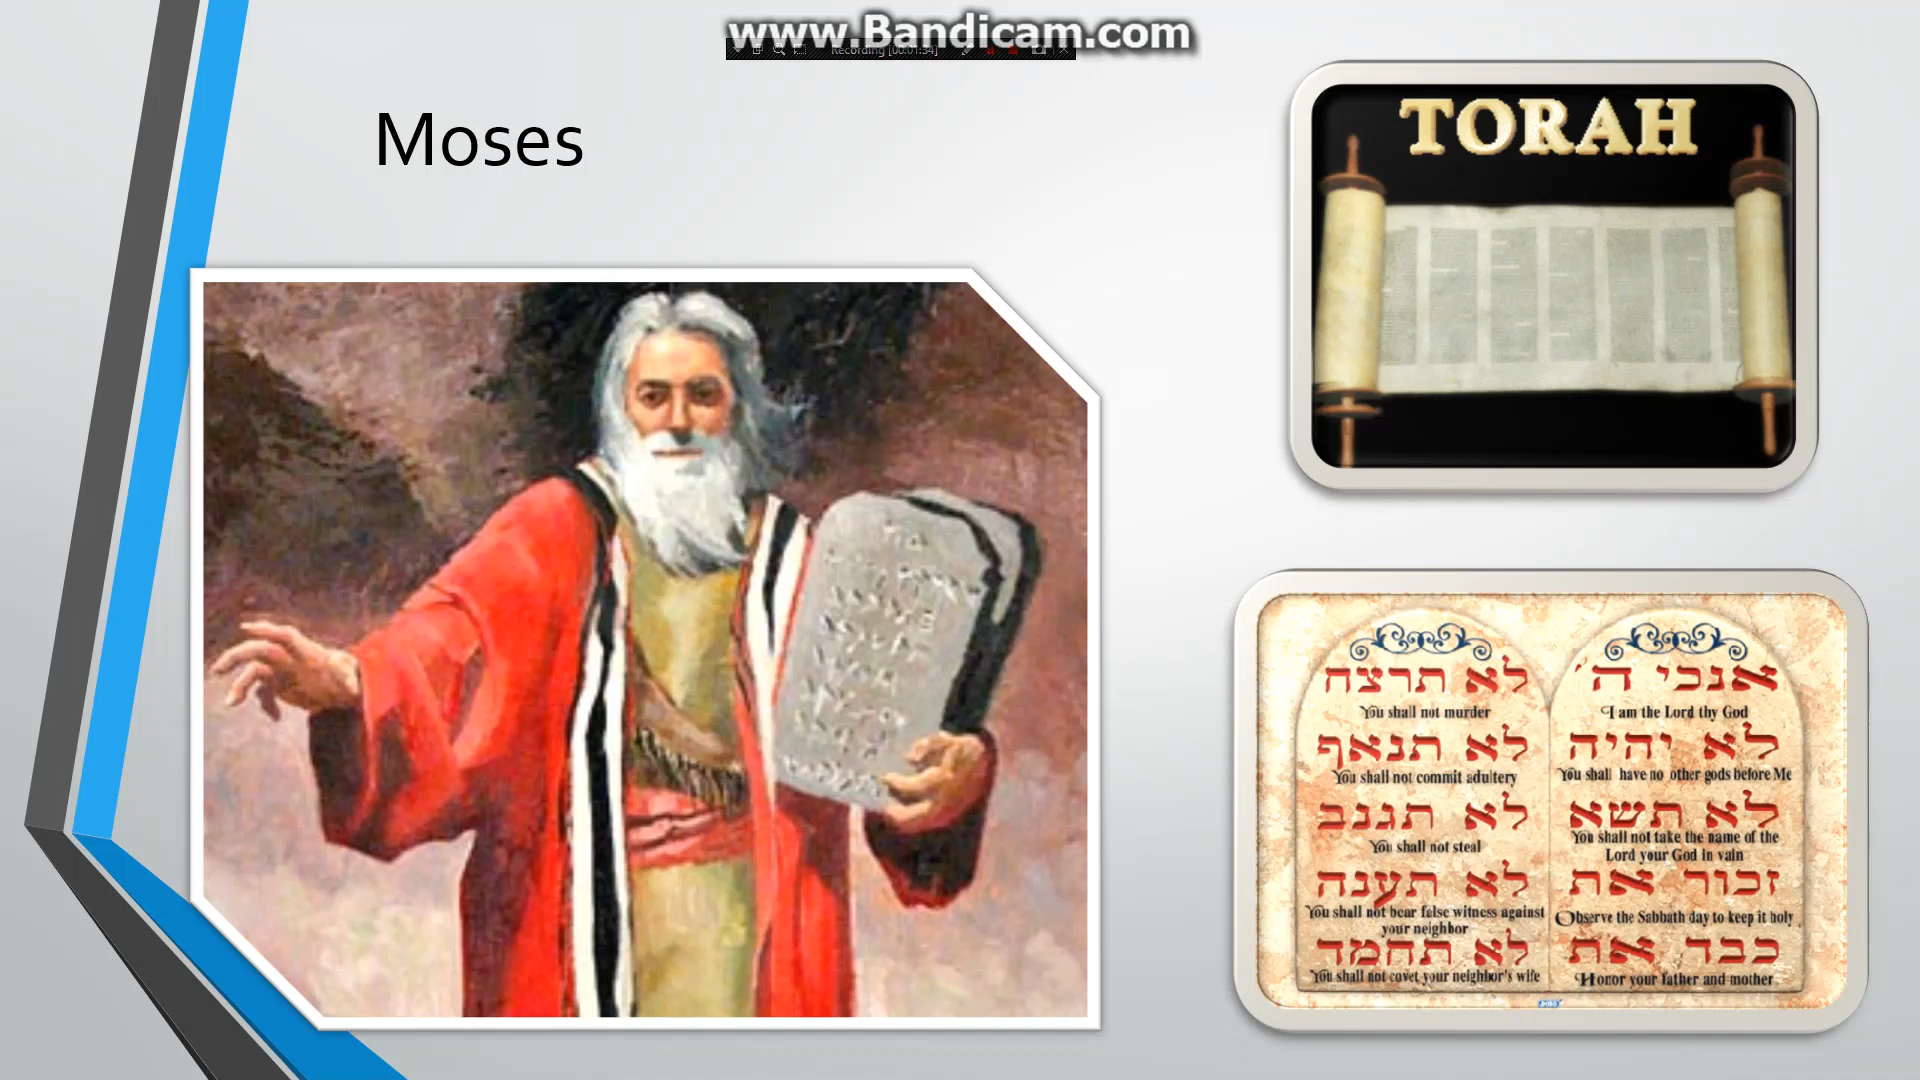 www.Bandicam.com
Recording [00:01:34]
Moses
TORAH
אנכי ה׳
I am the Lord thy God
לא יהיה
You shall have no other gods before Me
לא תשא
You shall not take the name of the
Lord your God in vain
זכור את
Observe the Sabbath day to keep it holy
כבד את
Honor your father and mother
לא תרצח
You shall not murder
לא תנאף
You shall not commit adultery
לא תגנב
You shall not steal
לא תענה
You shall not bear false witness against
your neighbor
לא תחמד
You shall not covet your neighbor's wife